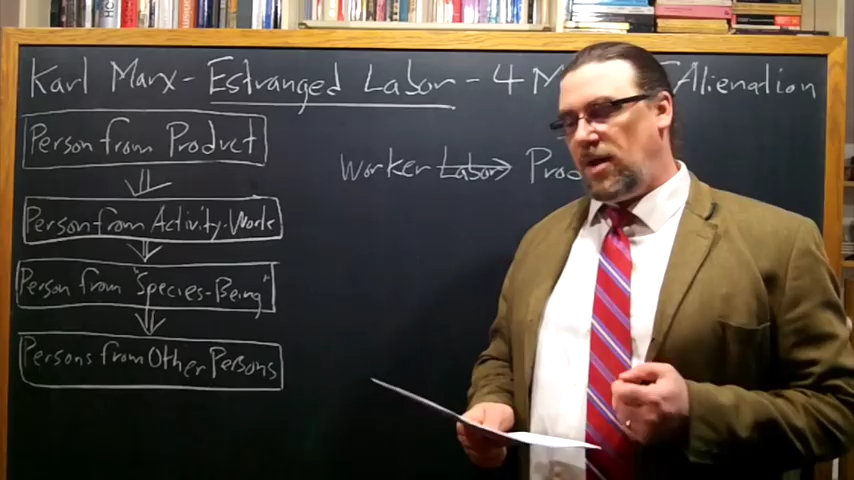 Karl Marx - Estranged Labor - 4 M Alienation
Person from Product
Worker Labor → Prod
Person from Activity-Work
Person from "Species-Being"
Persons from Other Persons